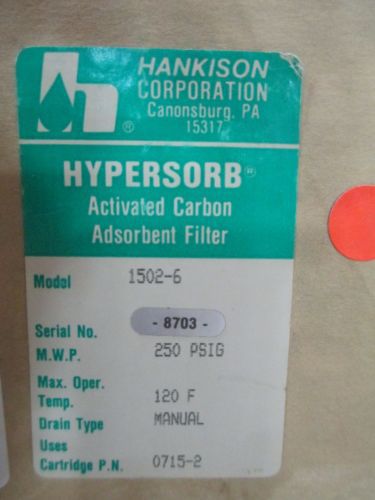 h ®
HANKISON
CORPORATION
Canonsburg, PA
15317
HYPERSORB®
Activated Carbon
Adsorbent Filter
Model 1502-6
Serial No. - 8703 -
M.W.P. 250 PSIG
Max. Oper.
Temp. 120 F
Drain Type MANUAL
Uses
Cartridge P.N. 0715-2